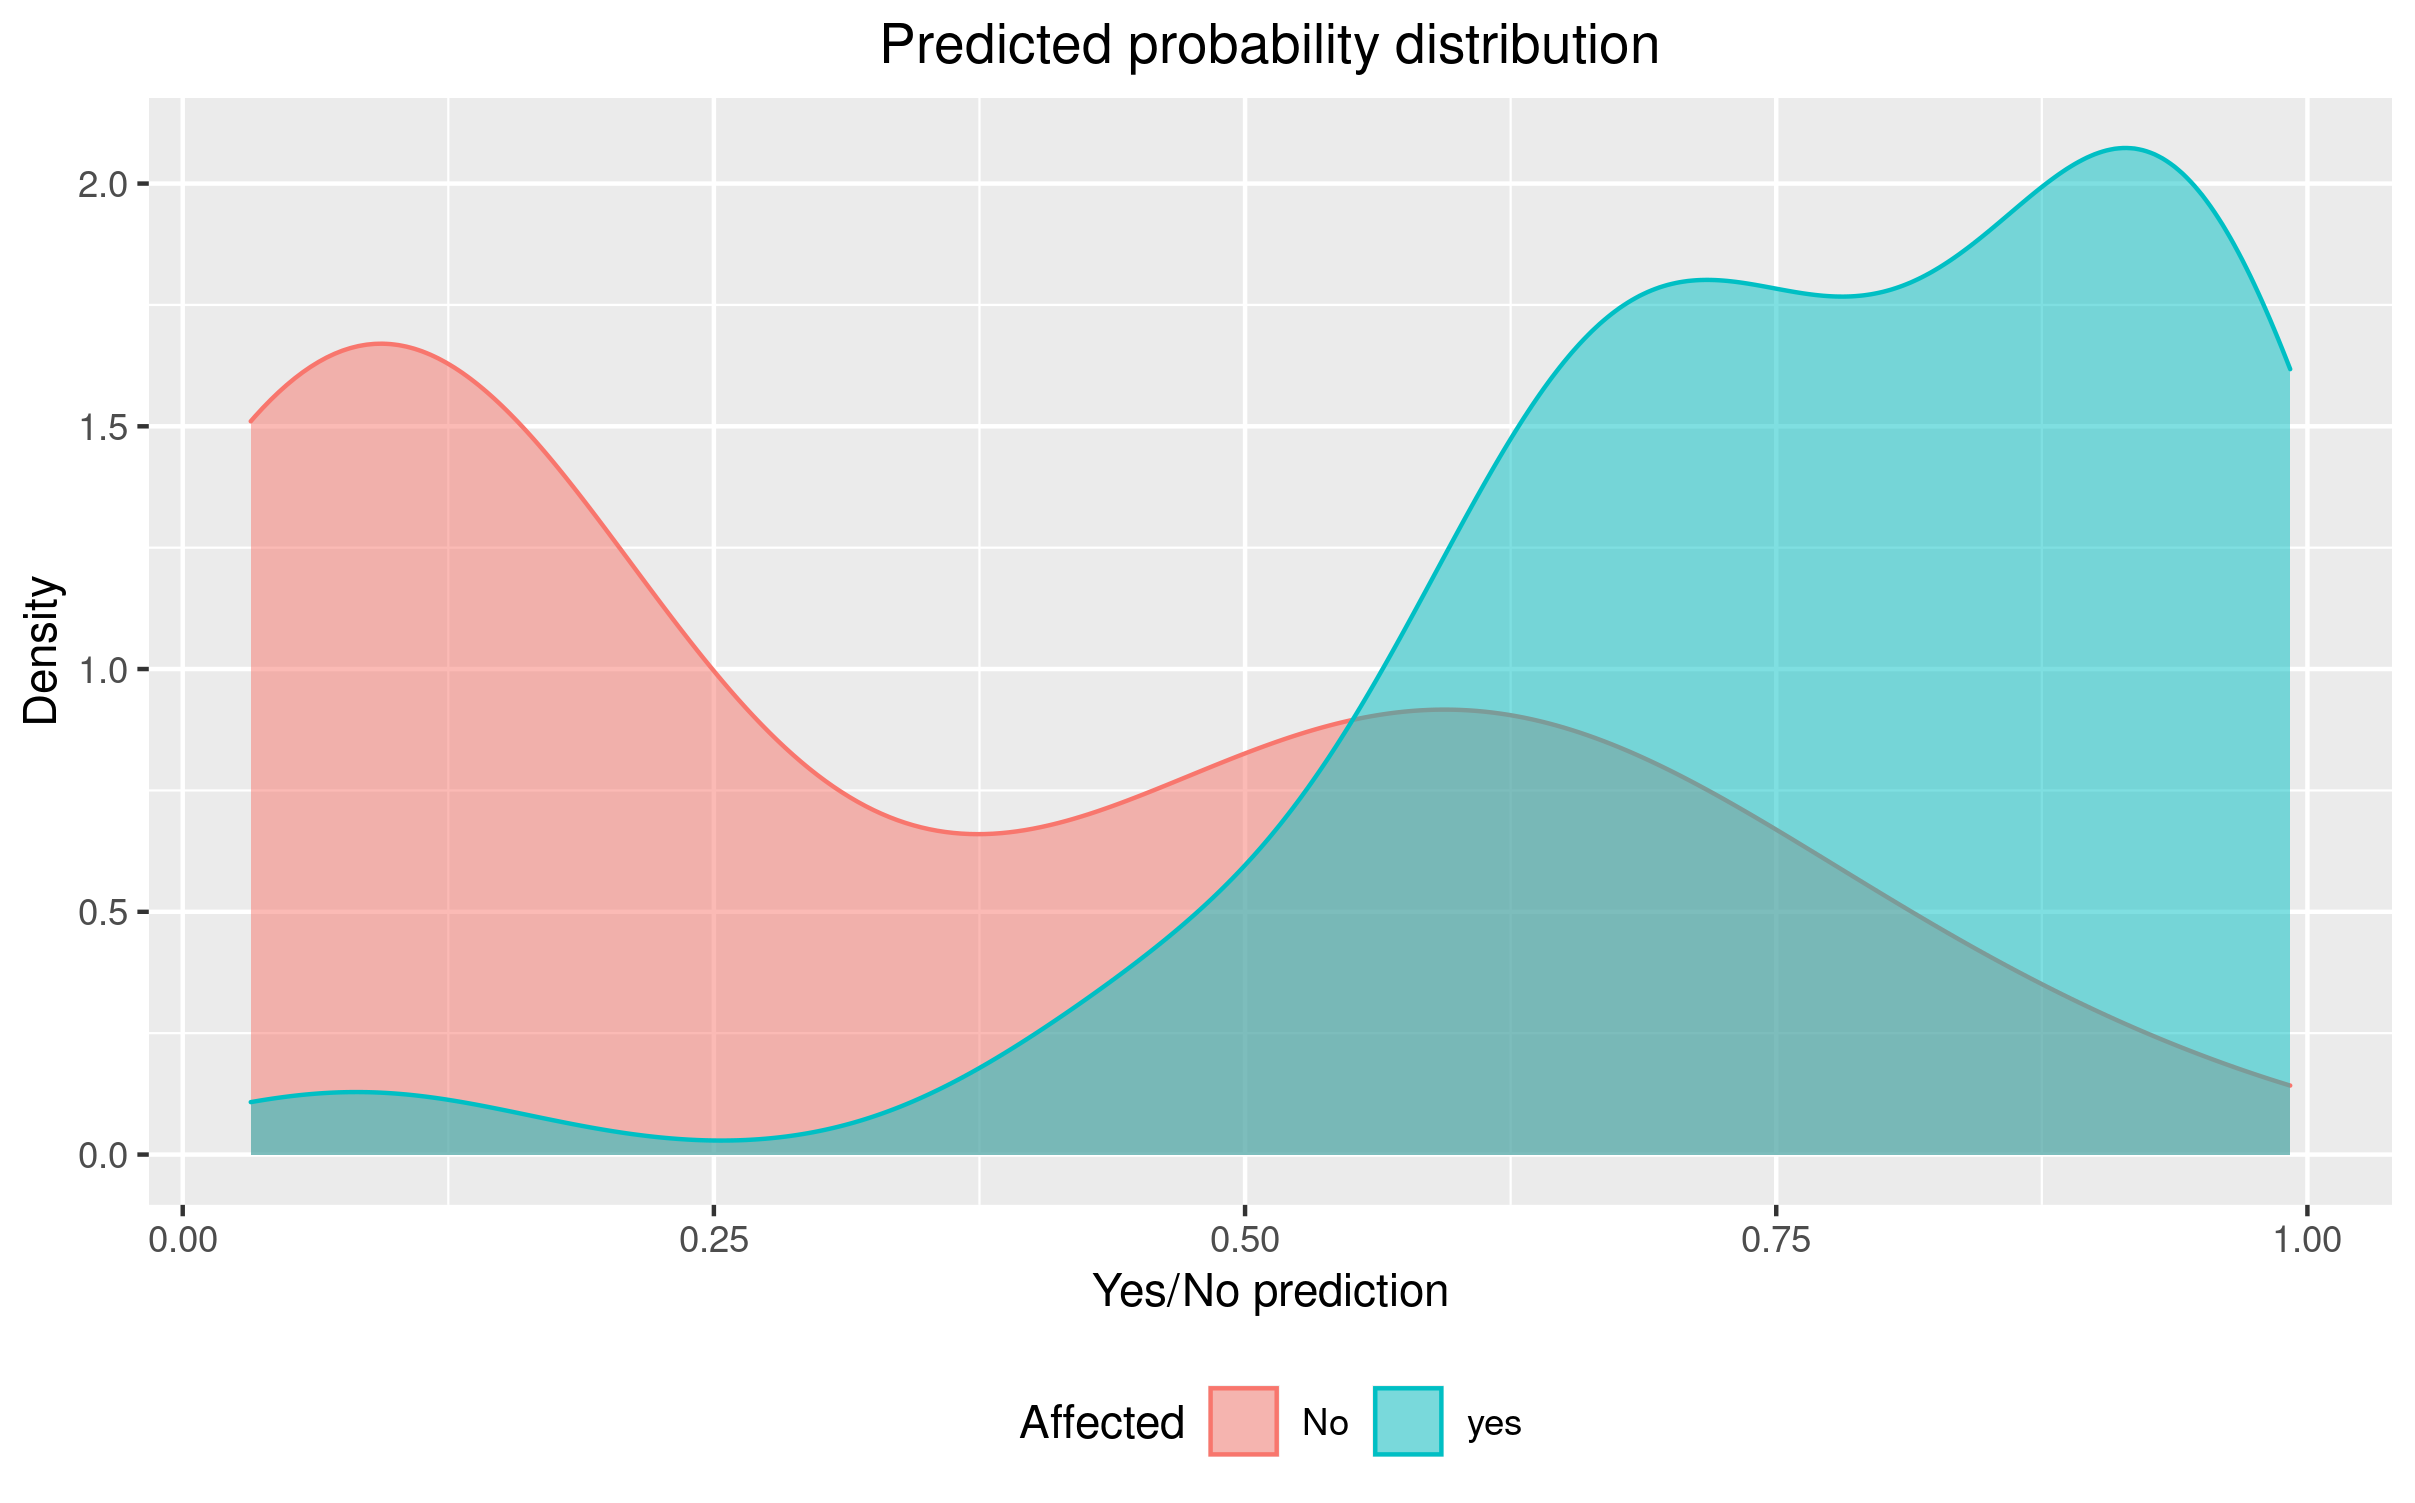 Predicted probability distribution
Density
2.0
1.5
1.0
0.5
0.0
0.00 0.25 0.50 0.75 1.00
Yes/No prediction
Affected No yes